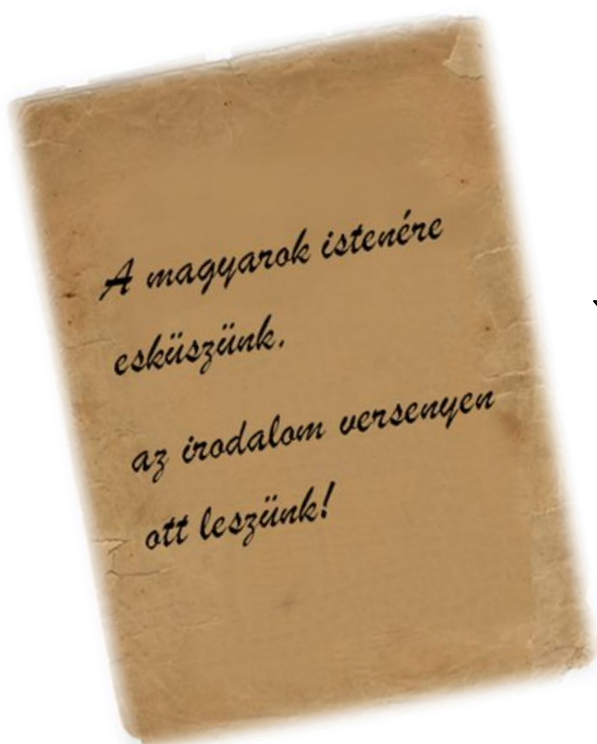 A magyarok istenére
esküszünk.
az irodalom versenyen
ott leszünk!